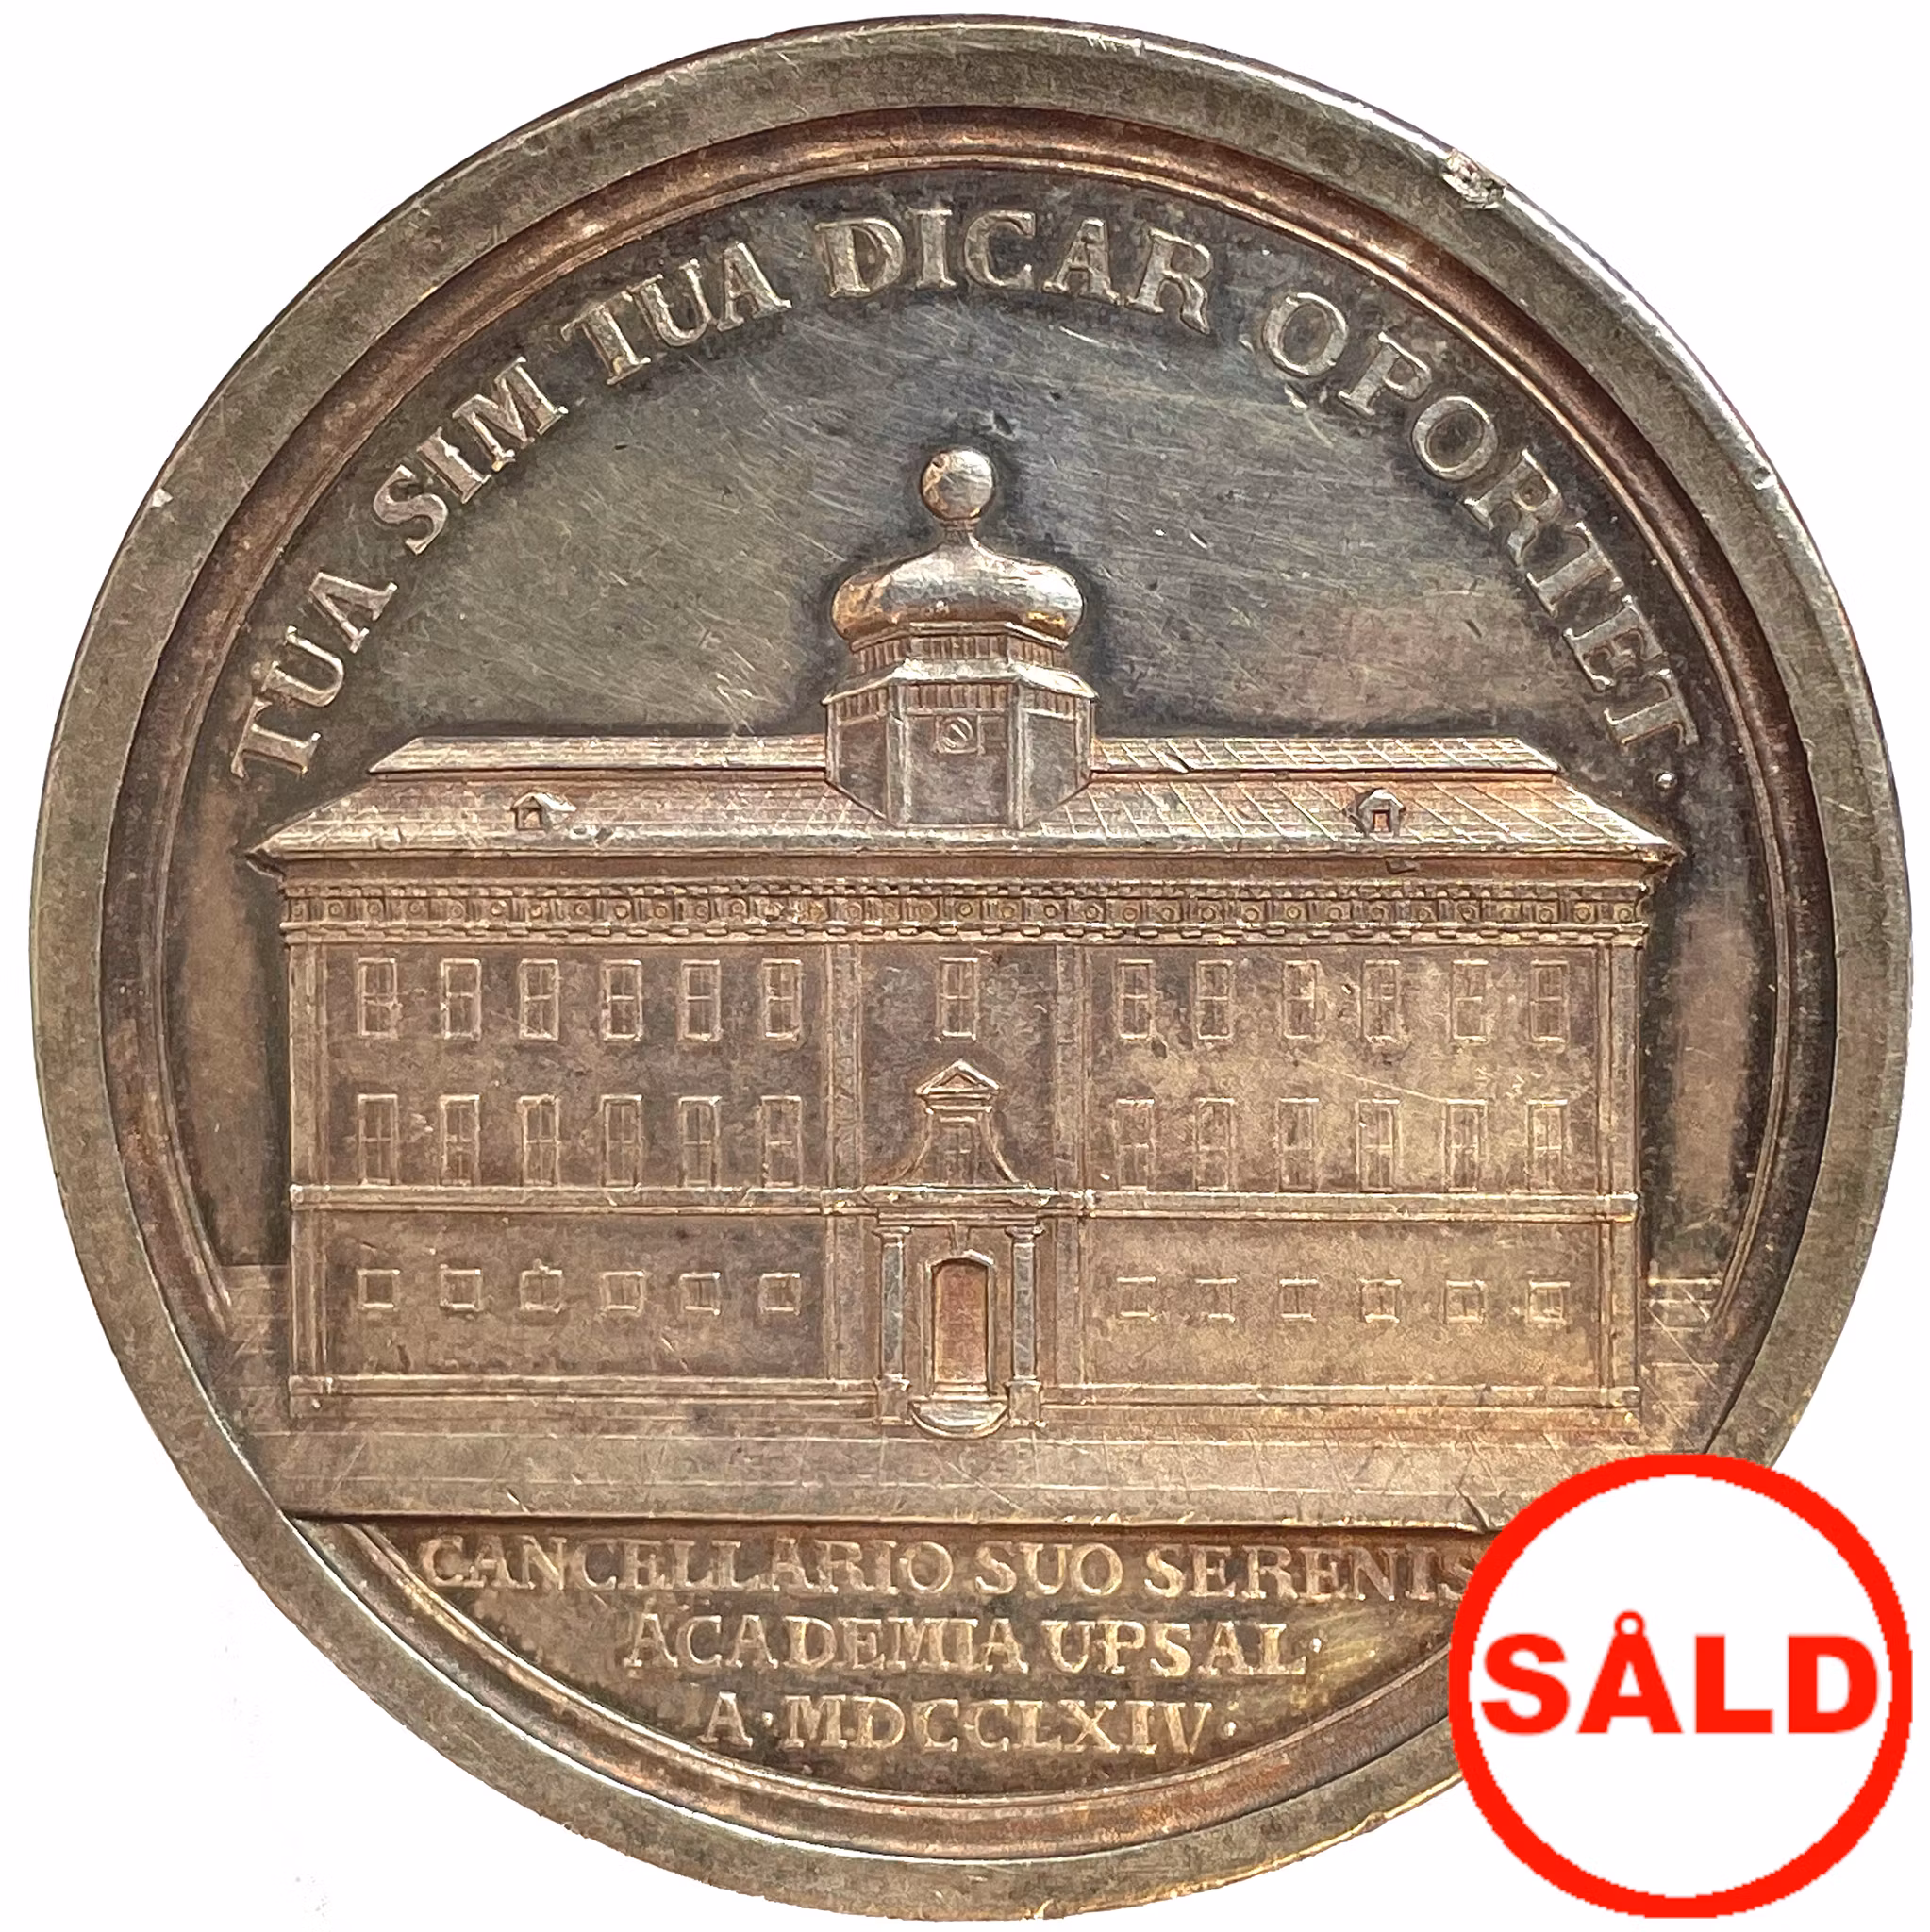 TUA SIM TUA DICAR OPORTET.
CANCELLARIO SUO SERENIS
ACADEMIA UPSAL·
A·MDCCLXIV·
SÅLD